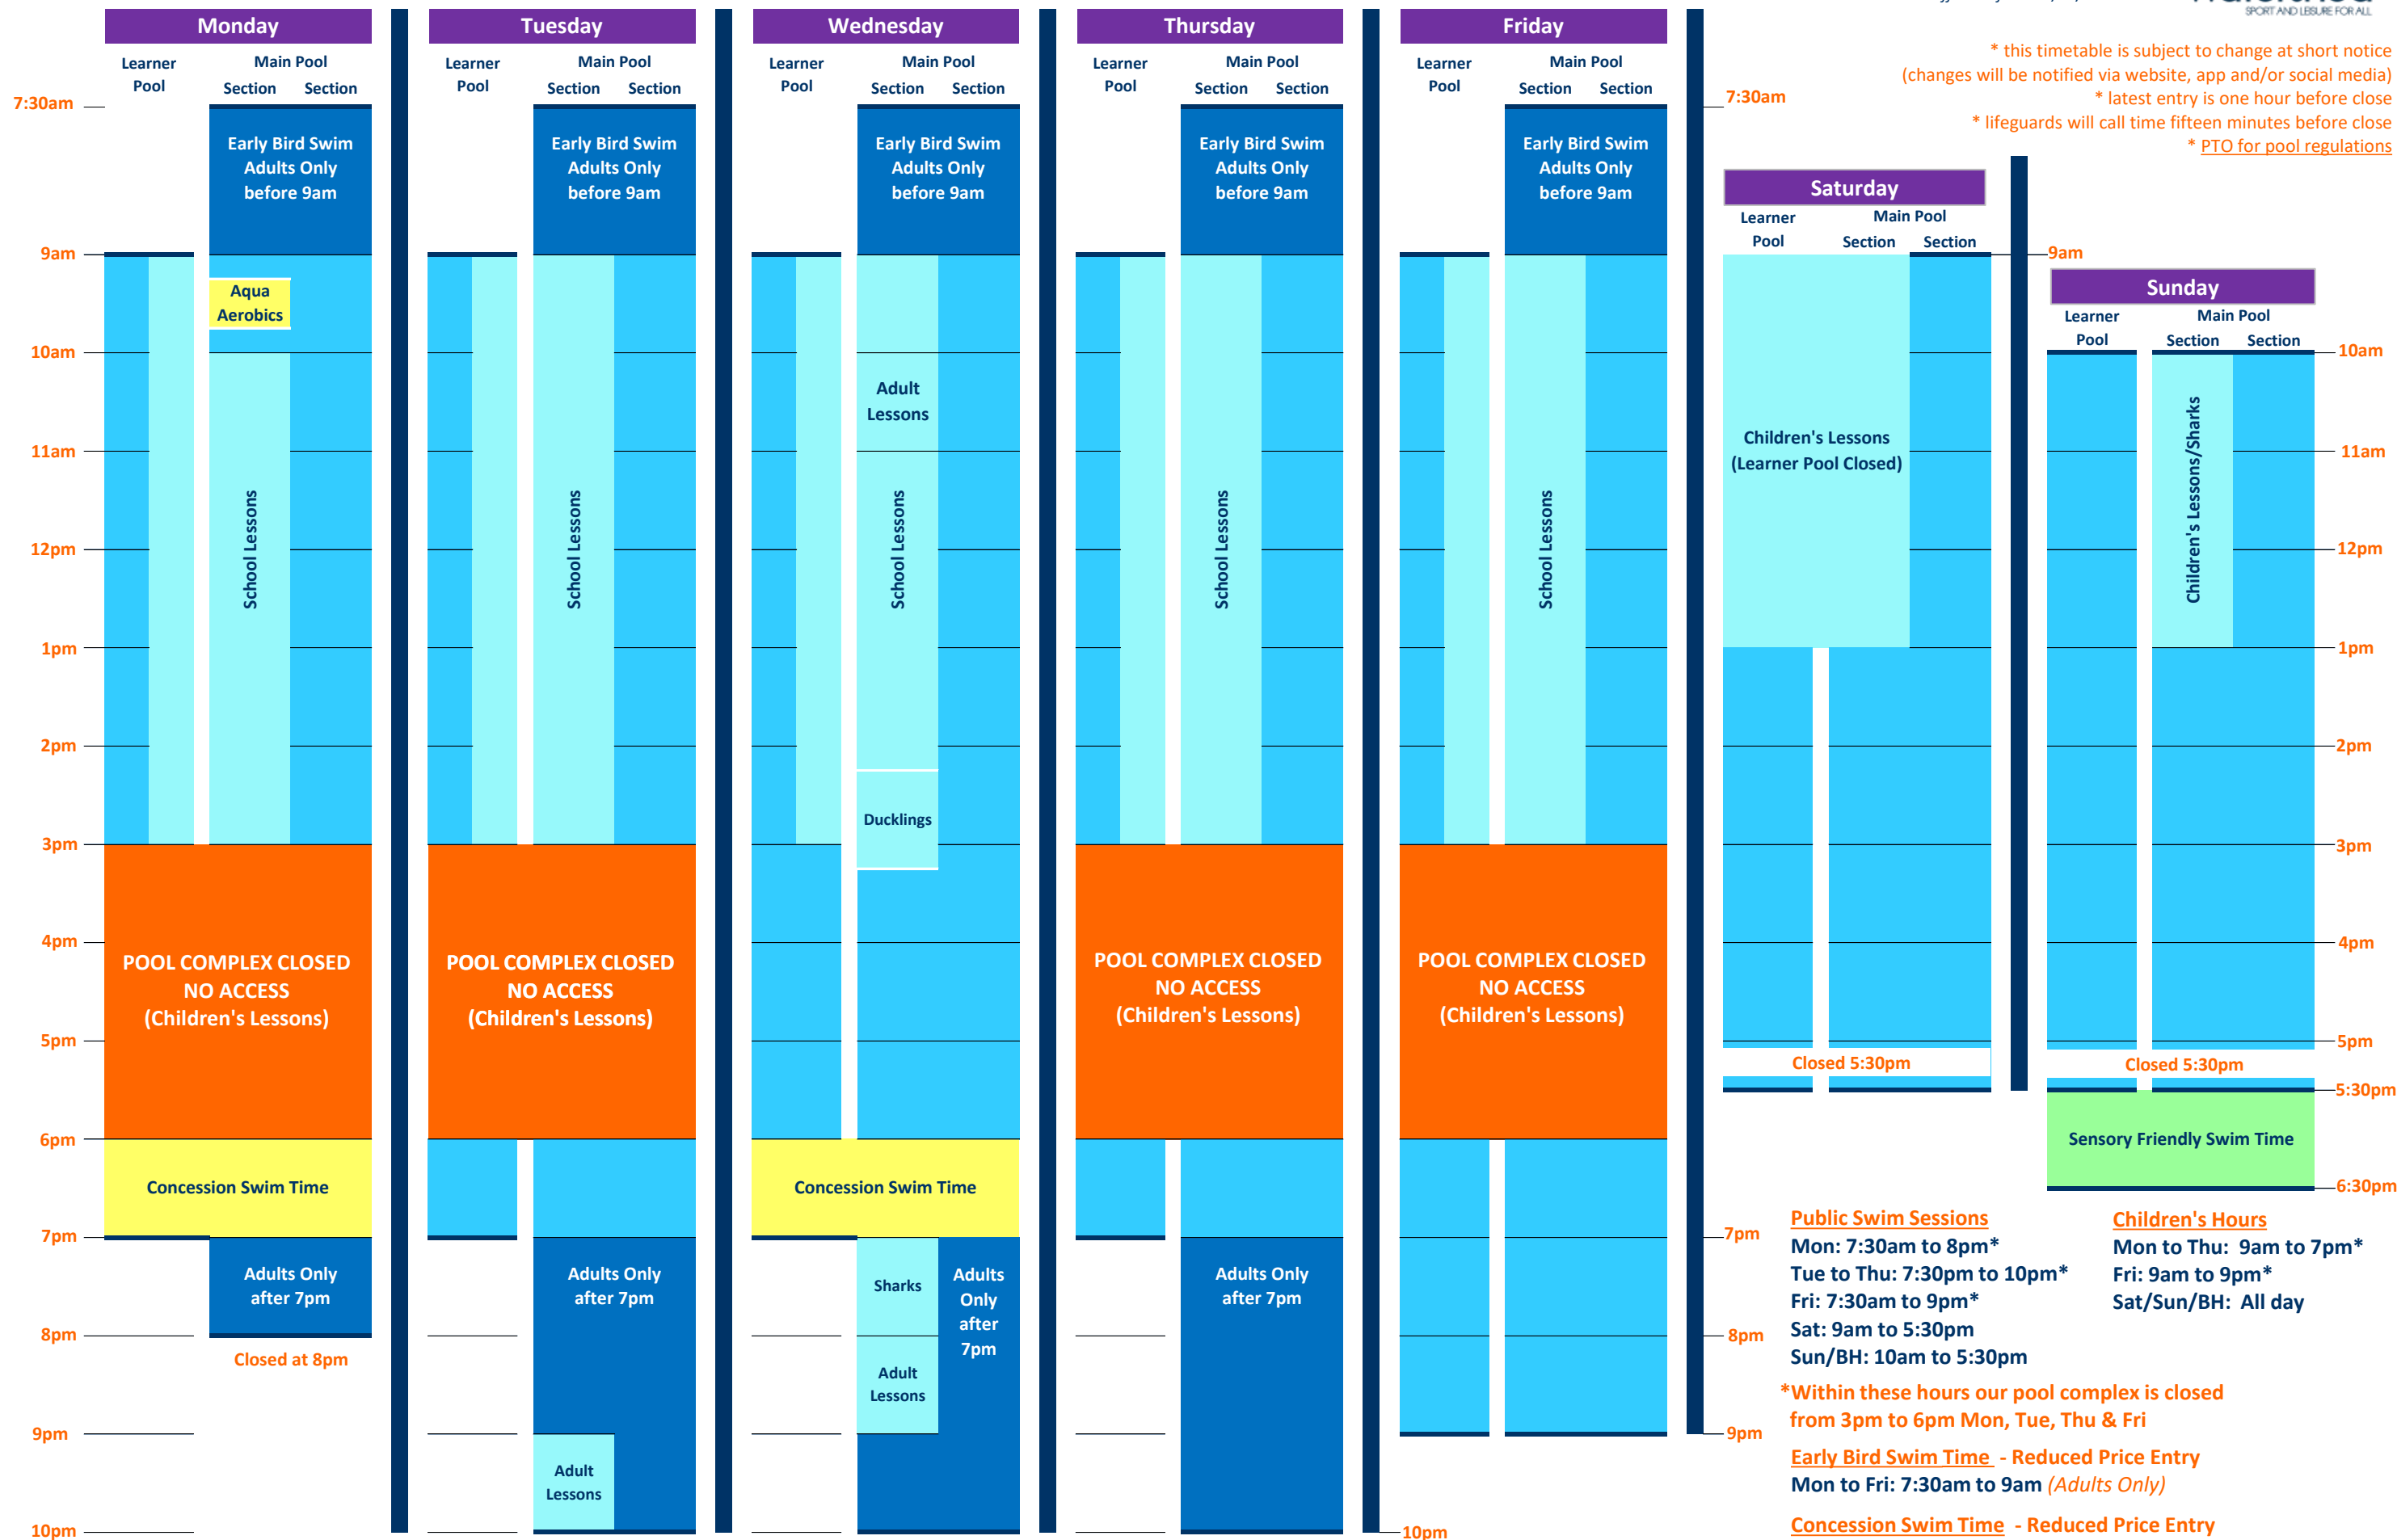 SPORT AND LEISURE FOR ALL
* this timetable is subject to change at short notice
(changes will be notified via website, app and/or social media)
* latest entry is one hour before close
* lifeguards will call time fifteen minutes before close
* PTO for pool regulations
Monday
Learner
Pool
Main Pool
Section Section
7:30am
9am
10am
11am
12pm
1pm
2pm
3pm
4pm
5pm
6pm
7pm
8pm
9pm
10pm
Early Bird Swim
Adults Only
before 9am
Aqua
Aerobics
School Lessons
POOL COMPLEX CLOSED
NO ACCESS
(Children's Lessons)
Concession Swim Time
Adults Only
after 7pm
Closed at 8pm
Tuesday
Learner
Pool
Main Pool
Section Section
Early Bird Swim
Adults Only
before 9am
School Lessons
POOL COMPLEX CLOSED
NO ACCESS
(Children's Lessons)
Adults Only
after 7pm
Adult
Lessons
Wednesday
Learner
Pool
Main Pool
Section Section
Early Bird Swim
Adults Only
before 9am
Adult
Lessons
School Lessons
Ducklings
Concession Swim Time
Sharks
Adults
Only
after
7pm
Adult
Lessons
Thursday
Learner
Pool
Main Pool
Section Section
Early Bird Swim
Adults Only
before 9am
School Lessons
POOL COMPLEX CLOSED
NO ACCESS
(Children's Lessons)
Adults Only
after 7pm
Friday
Learner
Pool
Main Pool
Section Section
Early Bird Swim
Adults Only
before 9am
School Lessons
POOL COMPLEX CLOSED
NO ACCESS
(Children's Lessons)
7:30am
7pm
8pm
9pm
10pm
Saturday
Learner
Pool
Main Pool
Section Section
Children's Lessons
(Learner Pool Closed)
Closed 5:30pm
9am
Sunday
Learner
Pool
Main Pool
Section Section
Children's Lessons/Sharks
Closed 5:30pm
Sensory Friendly Swim Time
10am
11am
12pm
1pm
2pm
3pm
4pm
5pm
5:30pm
6:30pm
Public Swim Sessions
Mon: 7:30am to 8pm*
Tue to Thu: 7:30pm to 10pm*
Fri: 7:30am to 9pm*
Sat: 9am to 5:30pm
Sun/BH: 10am to 5:30pm
Children's Hours
Mon to Thu: 9am to 7pm*
Fri: 9am to 9pm*
Sat/Sun/BH: All day
*Within these hours our pool complex is closed
from 3pm to 6pm Mon, Tue, Thu & Fri
Early Bird Swim Time - Reduced Price Entry
Mon to Fri: 7:30am to 9am (Adults Only)
Concession Swim Time - Reduced Price Entry